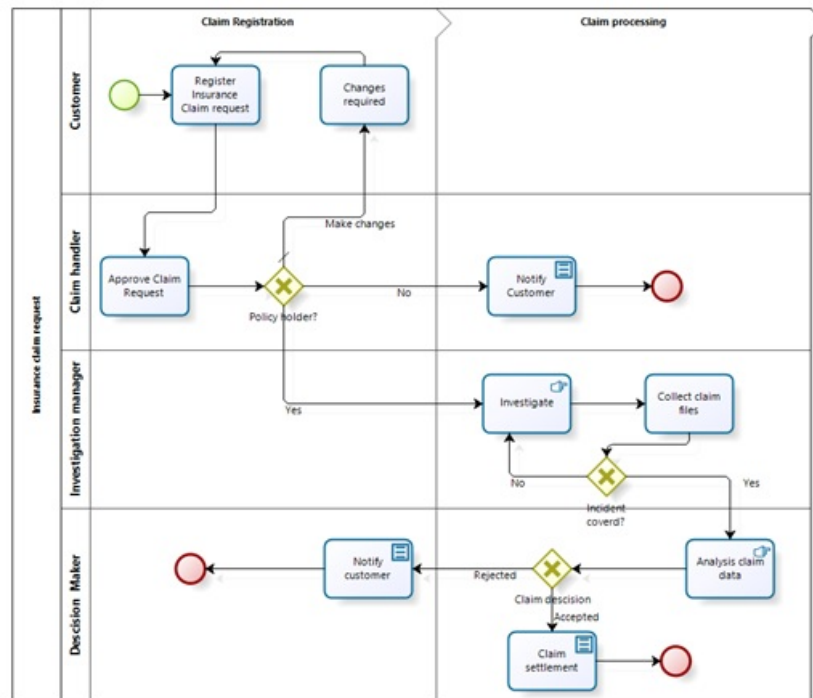 Claim Registration
Claim processing
Insurance claim request
Customer
Register
Insurance
Claim request
Changes
required
Make changes
Claim handler
Approve Claim
Request
Policy holder?
No
Notify
Customer
Investigation manager
Yes
Investigate
Collect claim
files
No
Incident
coverd?
Yes
Descision Maker
Notify
customer
Rejected
Claim descision
Accepted
Analysis claim
data
Claim
settlement